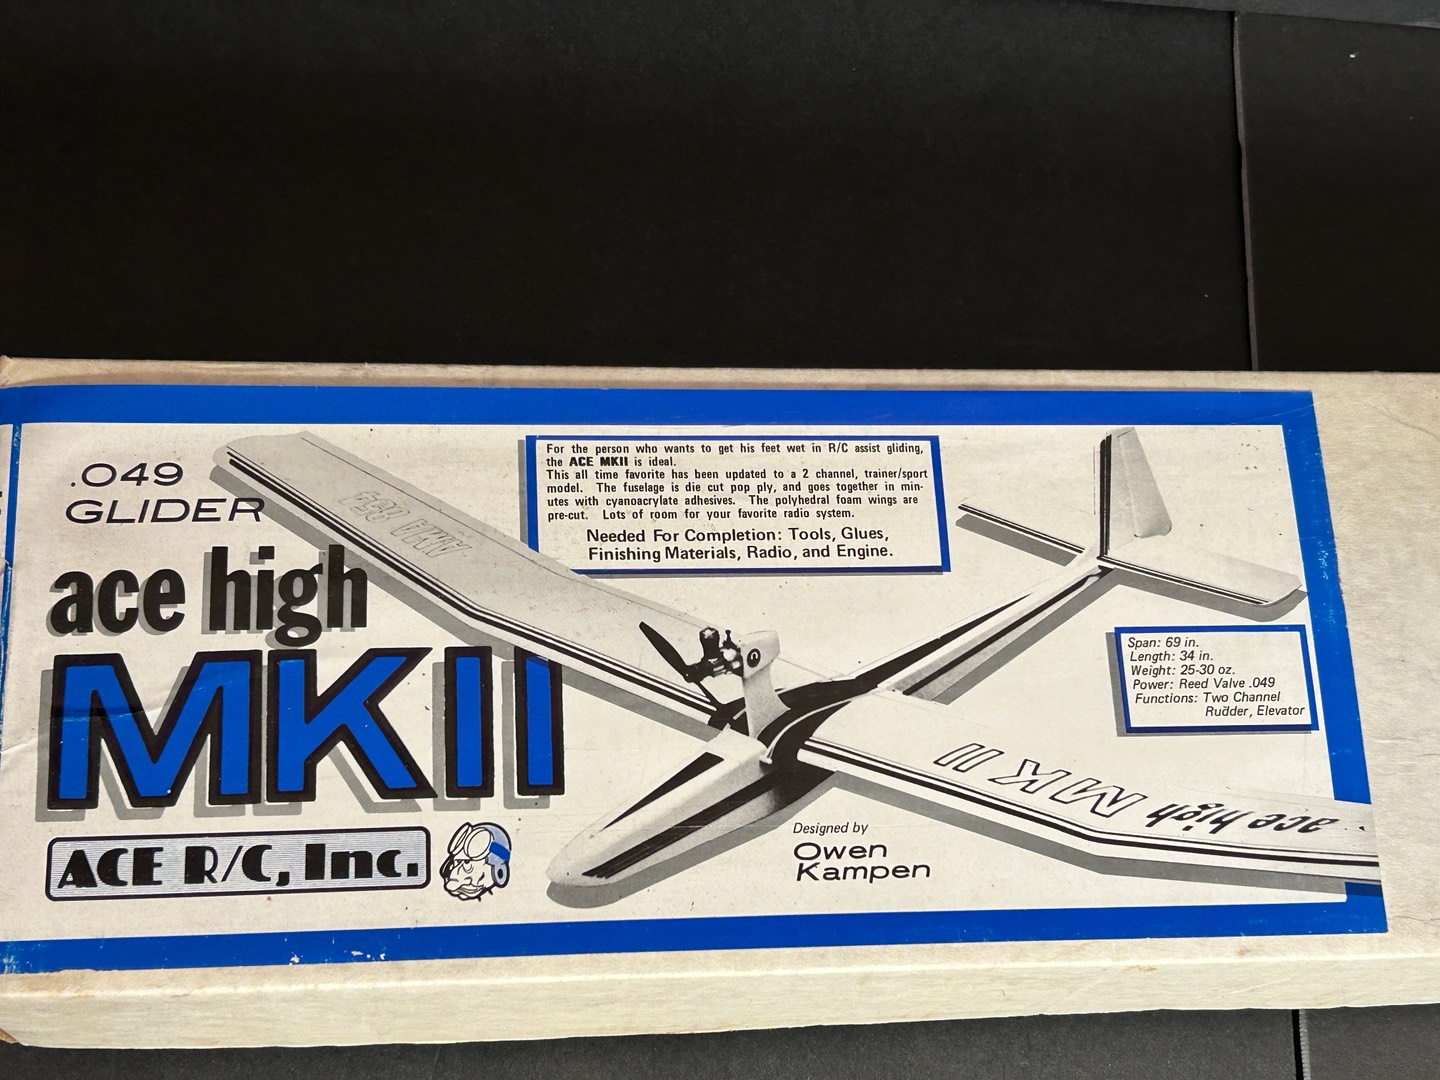 .049
GLIDER
ace high
MKII
ACE R/C, Inc.
For the person who wants to get his feet wet in R/C assist gliding,
the ACE MKII is ideal.
This all time favorite has been updated to a 2 channel, trainer/sport
model. The fuselage is die cut pop ply, and goes together in min-
utes with cyanoacrylate adhesives. The polyhedral foam wings are
pre-cut. Lots of room for your favorite radio system.
Needed For Completion: Tools, Glues,
Finishing Materials, Radio, and Engine.
Span: 69 in.
Length: 34 in.
Weight: 25-30 oz.
Power: Reed Valve .049
Functions: Two Channel
Rudder, Elevator
AMA
ace high
MK II
Designed by
Owen
Kampen